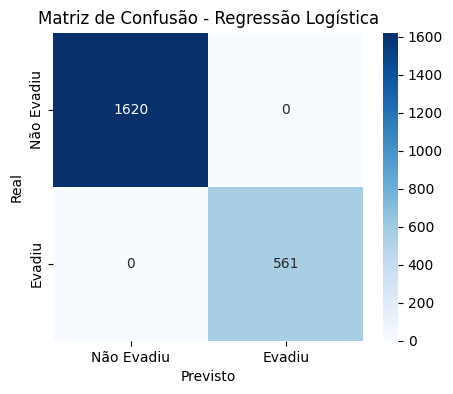 Matriz de Confusão - Regressão Logística
Real
Não Evadiu
Evadiu
1620
0
0
561
Não Evadiu
Evadiu
Previsto
1600
1400
1200
1000
800
600
400
200
0